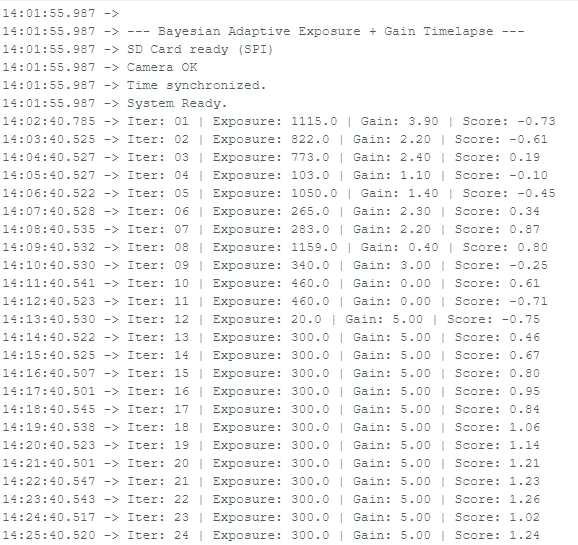 14:01:55.987 ->
14:01:55.987 -> --- Bayesian Adaptive Exposure + Gain Timelapse ---
14:01:55.987 -> SD Card ready (SPI)
14:01:55.987 -> Camera OK
14:01:55.987 -> Time synchronized.
14:01:55.987 -> System Ready.
14:02:40.785 -> Iter: 01 | Exposure: 1115.0 | Gain: 3.90 | Score: -0.73
14:03:40.525 -> Iter: 02 | Exposure: 822.0 | Gain: 2.20 | Score: -0.61
14:04:40.527 -> Iter: 03 | Exposure: 773.0 | Gain: 2.40 | Score: 0.19
14:05:40.527 -> Iter: 04 | Exposure: 103.0 | Gain: 1.10 | Score: -0.10
14:06:40.522 -> Iter: 05 | Exposure: 1050.0 | Gain: 1.40 | Score: -0.45
14:07:40.528 -> Iter: 06 | Exposure: 265.0 | Gain: 2.30 | Score: 0.34
14:08:40.535 -> Iter: 07 | Exposure: 283.0 | Gain: 2.20 | Score: 0.87
14:09:40.532 -> Iter: 08 | Exposure: 1159.0 | Gain: 0.40 | Score: 0.80
14:10:40.530 -> Iter: 09 | Exposure: 340.0 | Gain: 3.00 | Score: -0.25
14:11:40.541 -> Iter: 10 | Exposure: 460.0 | Gain: 0.00 | Score: 0.61
14:12:40.523 -> Iter: 11 | Exposure: 460.0 | Gain: 0.00 | Score: -0.71
14:13:40.530 -> Iter: 12 | Exposure: 20.0 | Gain: 5.00 | Score: -0.75
14:14:40.522 -> Iter: 13 | Exposure: 300.0 | Gain: 5.00 | Score: 0.46
14:15:40.525 -> Iter: 14 | Exposure: 300.0 | Gain: 5.00 | Score: 0.67
14:16:40.507 -> Iter: 15 | Exposure: 300.0 | Gain: 5.00 | Score: 0.80
14:17:40.501 -> Iter: 16 | Exposure: 300.0 | Gain: 5.00 | Score: 0.95
14:18:40.545 -> Iter: 17 | Exposure: 300.0 | Gain: 5.00 | Score: 0.84
14:19:40.538 -> Iter: 18 | Exposure: 300.0 | Gain: 5.00 | Score: 1.06
14:20:40.523 -> Iter: 19 | Exposure: 300.0 | Gain: 5.00 | Score: 1.14
14:21:40.501 -> Iter: 20 | Exposure: 300.0 | Gain: 5.00 | Score: 1.21
14:22:40.547 -> Iter: 21 | Exposure: 300.0 | Gain: 5.00 | Score: 1.23
14:23:40.543 -> Iter: 22 | Exposure: 300.0 | Gain: 5.00 | Score: 1.26
14:24:40.517 -> Iter: 23 | Exposure: 300.0 | Gain: 5.00 | Score: 1.02
14:25:40.520 -> Iter: 24 | Exposure: 300.0 | Gain: 5.00 | Score: 1.24